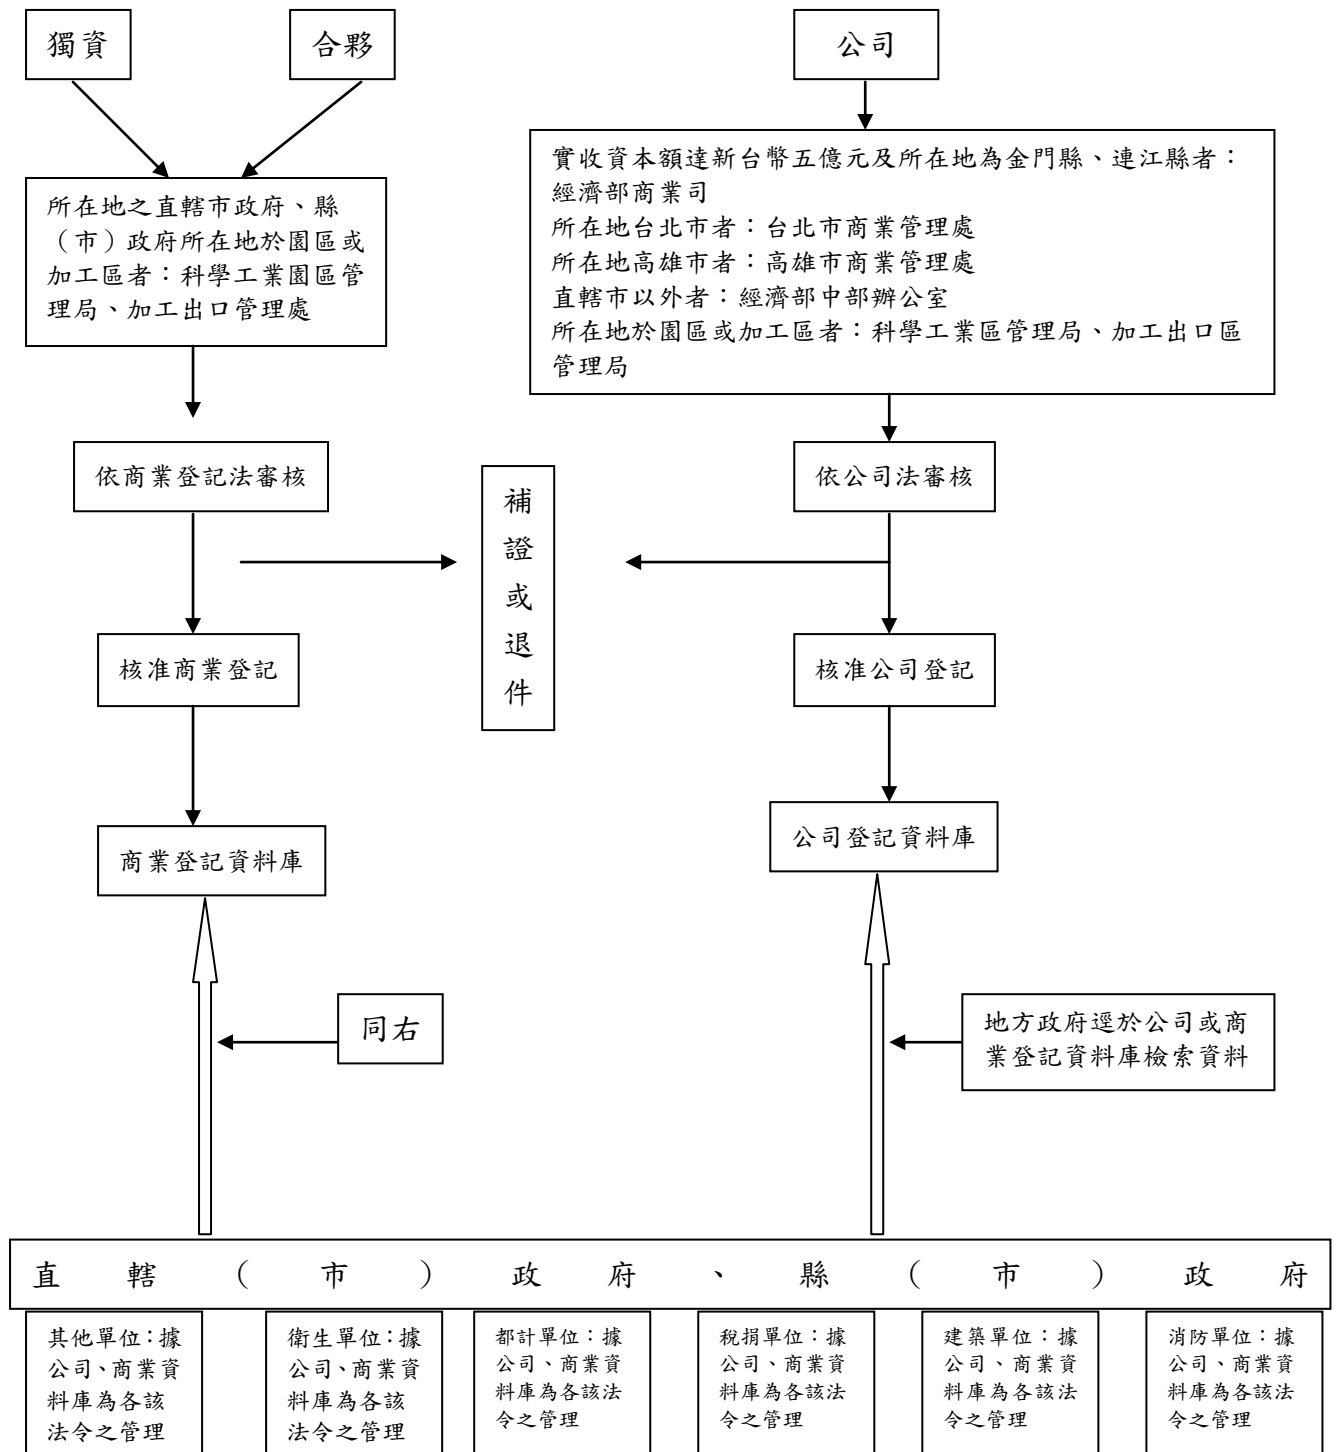 獨資
合夥
公司
所在地之直轄市政府、縣
（市）政府所在地於園區或
加工區者：科學工業園區管
理局、加工出口管理處
實收資本額達新台幣五億元及所在地為金門縣、連江縣者：
經濟部商業司
所在地台北市者：台北市商業管理處
所在地高雄市者：高雄市商業管理處
直轄市以外者：經濟部中部辦公室
所在地於園區或加工區者：科學工業區管理局、加工出口區
管理局
依商業登記法審核
補
證
或
退
件
依公司法審核
核准商業登記
核准公司登記
商業登記資料庫
公司登記資料庫
同右
地方政府逕於公司或商
業登記資料庫檢索資料
直轄（市）政府、縣（市）政府
其他單位：據
公司、商業資
料庫為各該
法令之管理
衛生單位：據
公司、商業資
料庫為各該
法令之管理
都計單位：據
公司、商業資
料庫為各該法
令之管理
稅捐單位：據
公司、商業資
料庫為各該法
令之管理
建築單位：據
公司、商業資
料庫為各該法
令之管理
消防單位：據
公司、商業資
料庫為各該法
令之管理